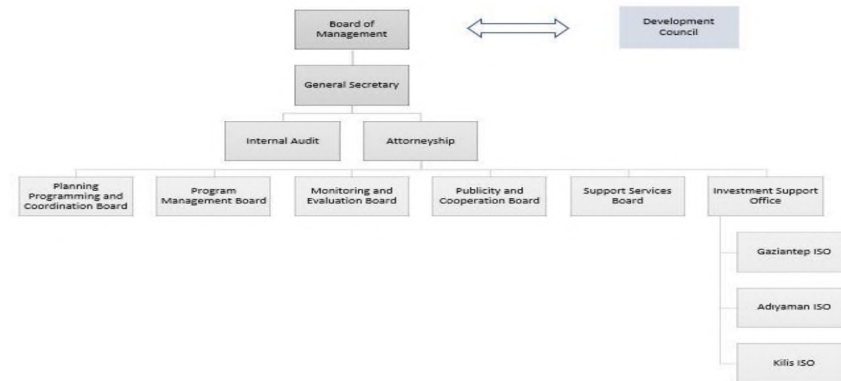 Board of
Management
Development
Council
General Secretary
Internal Audit
Attorneyship
Planning
Programming and
Coordination Board
Program
Management Board
Monitoring and
Evaluation Board
Publicity and
Cooperation Board
Support Services
Board
Investment Support
Office
Gaziantep ISO
Adıyaman ISO
Kilis ISO